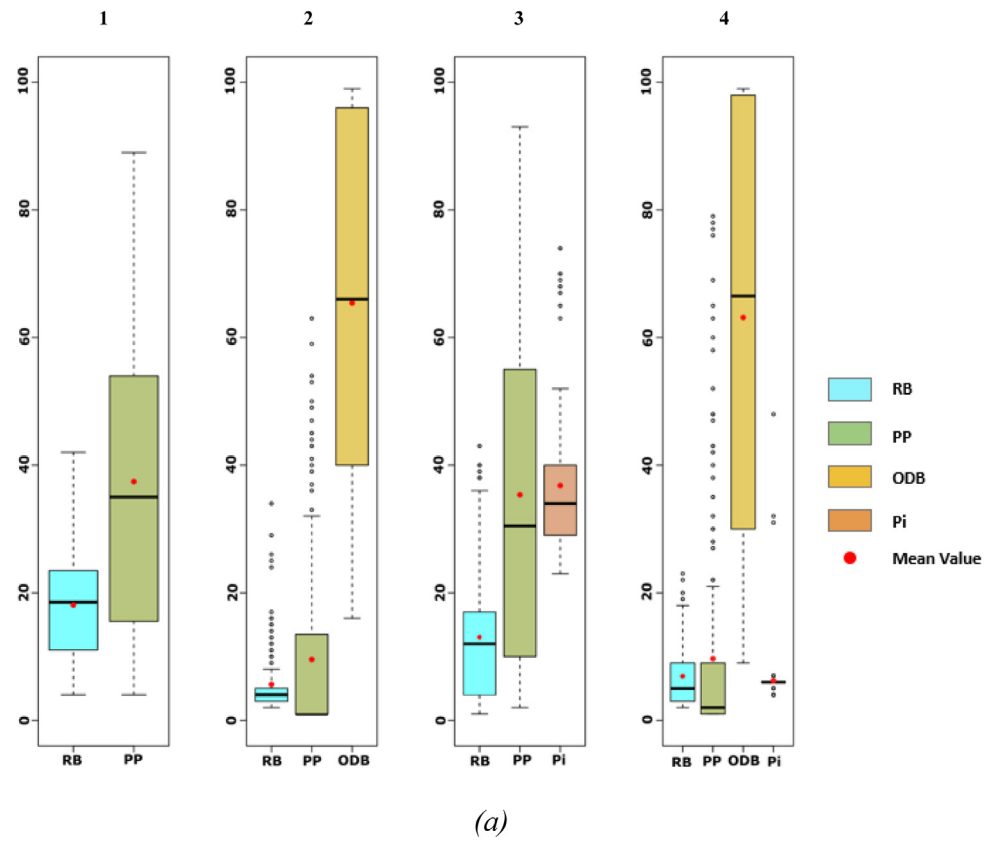 1 2 3 4
100 100 100 100
80 80 80 80
60 60 60 60
40 40 40 40
20 20 20 20
0 0 0 0
RB PP RB PP ODB RB PP Pi RB PP ODB Pi
RB
PP
ODB
Pi
Mean Value
(a)